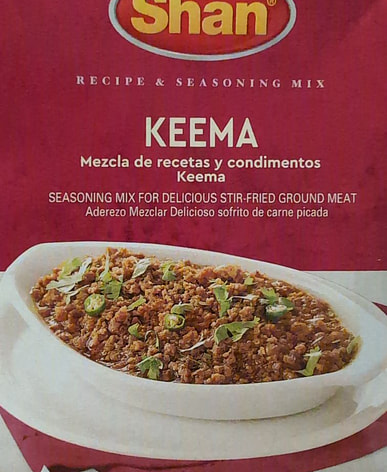 Shan®
RECIPE & SEASONING MIX
KEEMA
Mezcla de recetas y condimentos
Keema
SEASONING MIX FOR DELICIOUS STIR-FRIED GROUND MEAT
Aderezo Mezclar Delicioso sofrito de carne picada